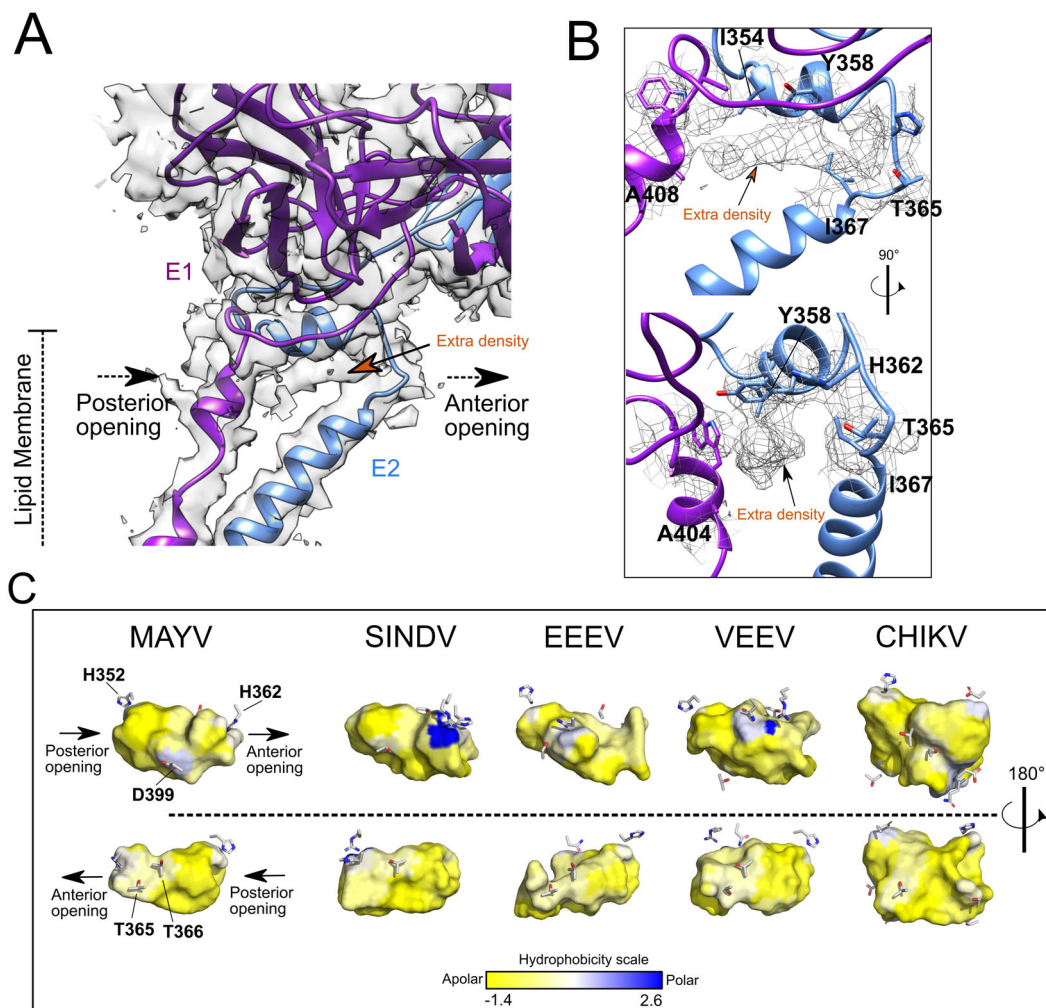 A
E1
Extra density
Lipid Membrane
Posterior
opening
Anterior
opening
E2
B
I354
Y358
A408
Extra density
T365
I367
90°
Y358
H362
T365
I367
Extra density
A404
C
MAYV
SINDV
EEEV
VEEV
CHIKV
H352
H362
Posterior
opening
Anterior
opening
D399
180°
Anterior
opening
Posterior
opening
T365
T366
Hydrophobicity scale
Apolar
Polar
-1.4
2.6